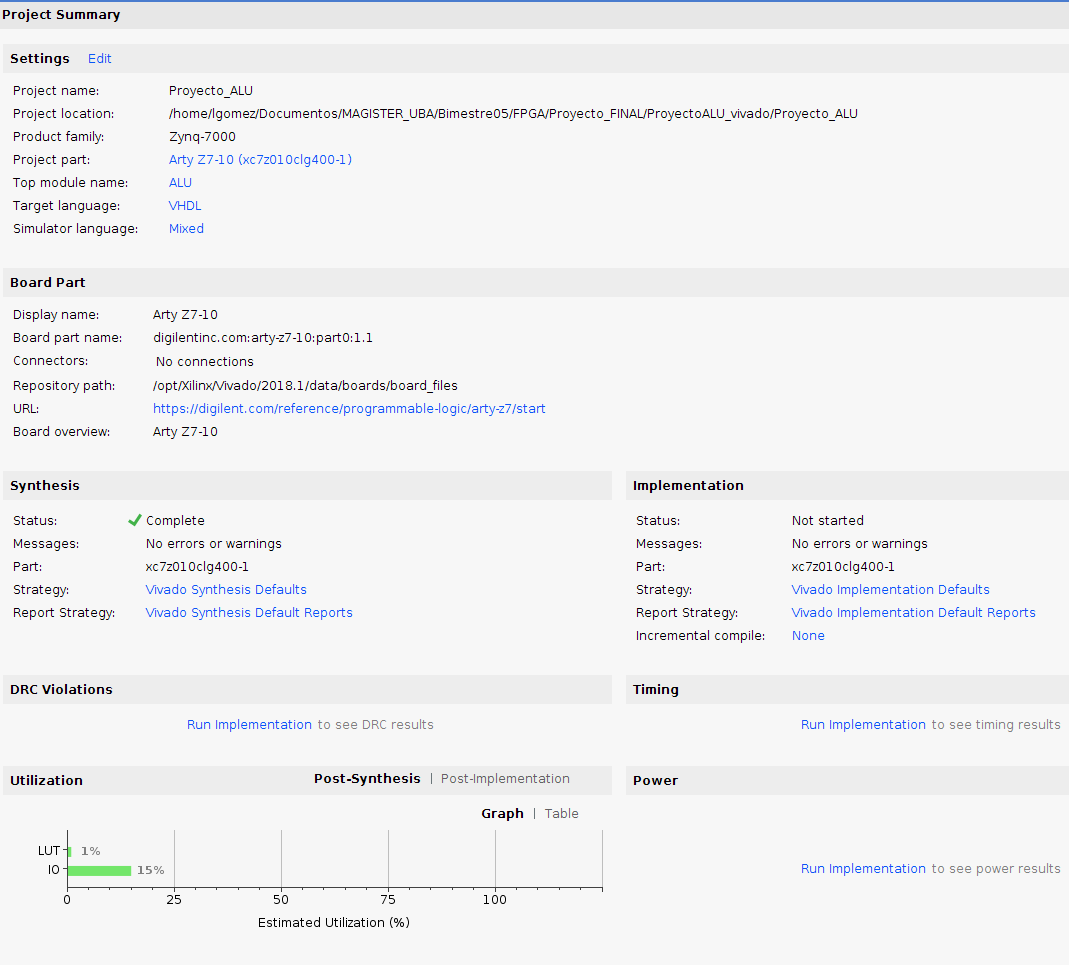 Project Summary
Settings Edit
Project name: Proyecto_ALU
Project location: /home/lgomez/Documentos/MAGISTER_UBA/Bimestre05/FPGA/Proyecto_FINAL/ProyectoALU_vivado/Proyecto_ALU
Product family: Zynq-7000
Project part: Arty Z7-10 (xc7z010clg400-1)
Top module name: ALU
Target language: VHDL
Simulator language: Mixed
Board Part
Display name: Arty Z7-10
Board part name: digilentinc.com:arty-z7-10:part0:1.1
Connectors: No connections
Repository path: /opt/Xilinx/Vivado/2018.1/data/boards/board_files
URL: https://digilent.com/reference/programmable-logic/arty-z7/start
Board overview: Arty Z7-10
Synthesis
Status: Complete
Messages: No errors or warnings
Part: xc7z010clg400-1
Strategy: Vivado Synthesis Defaults
Report Strategy: Vivado Synthesis Default Reports
Implementation
Status: Not started
Messages: No errors or warnings
Part: xc7z010clg400-1
Strategy: Vivado Implementation Defaults
Report Strategy: Vivado Implementation Default Reports
Incremental compile: None
DRC Violations
Run Implementation to see DRC results
Timing
Run Implementation to see timing results
Utilization Post-Synthesis | Post-Implementation
Graph | Table
LUT 1%
IO 15%
0 25 50 75 100
Estimated Utilization (%)
Power
Run Implementation to see power results